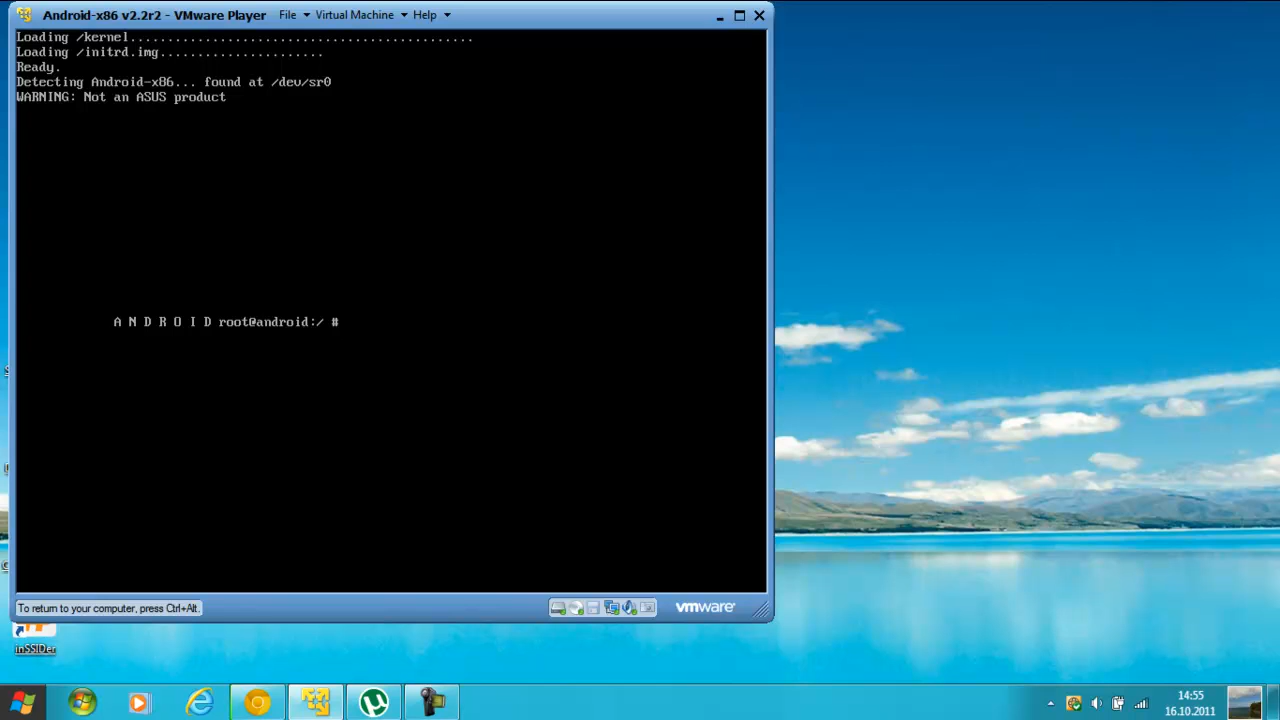 Android-x86 v2.2r2 - VMware Player File Virtual Machine Help
Loading /kernel..............................................
Loading /initrd.img......................
Ready.
Detecting Android-x86... found at /dev/sr0
WARNING: Not an ASUS product
A N D R O I D root@android:/ #
To return to your computer, press Ctrl+Alt.
vmware
inSSIDer
14:55
16.10.2011